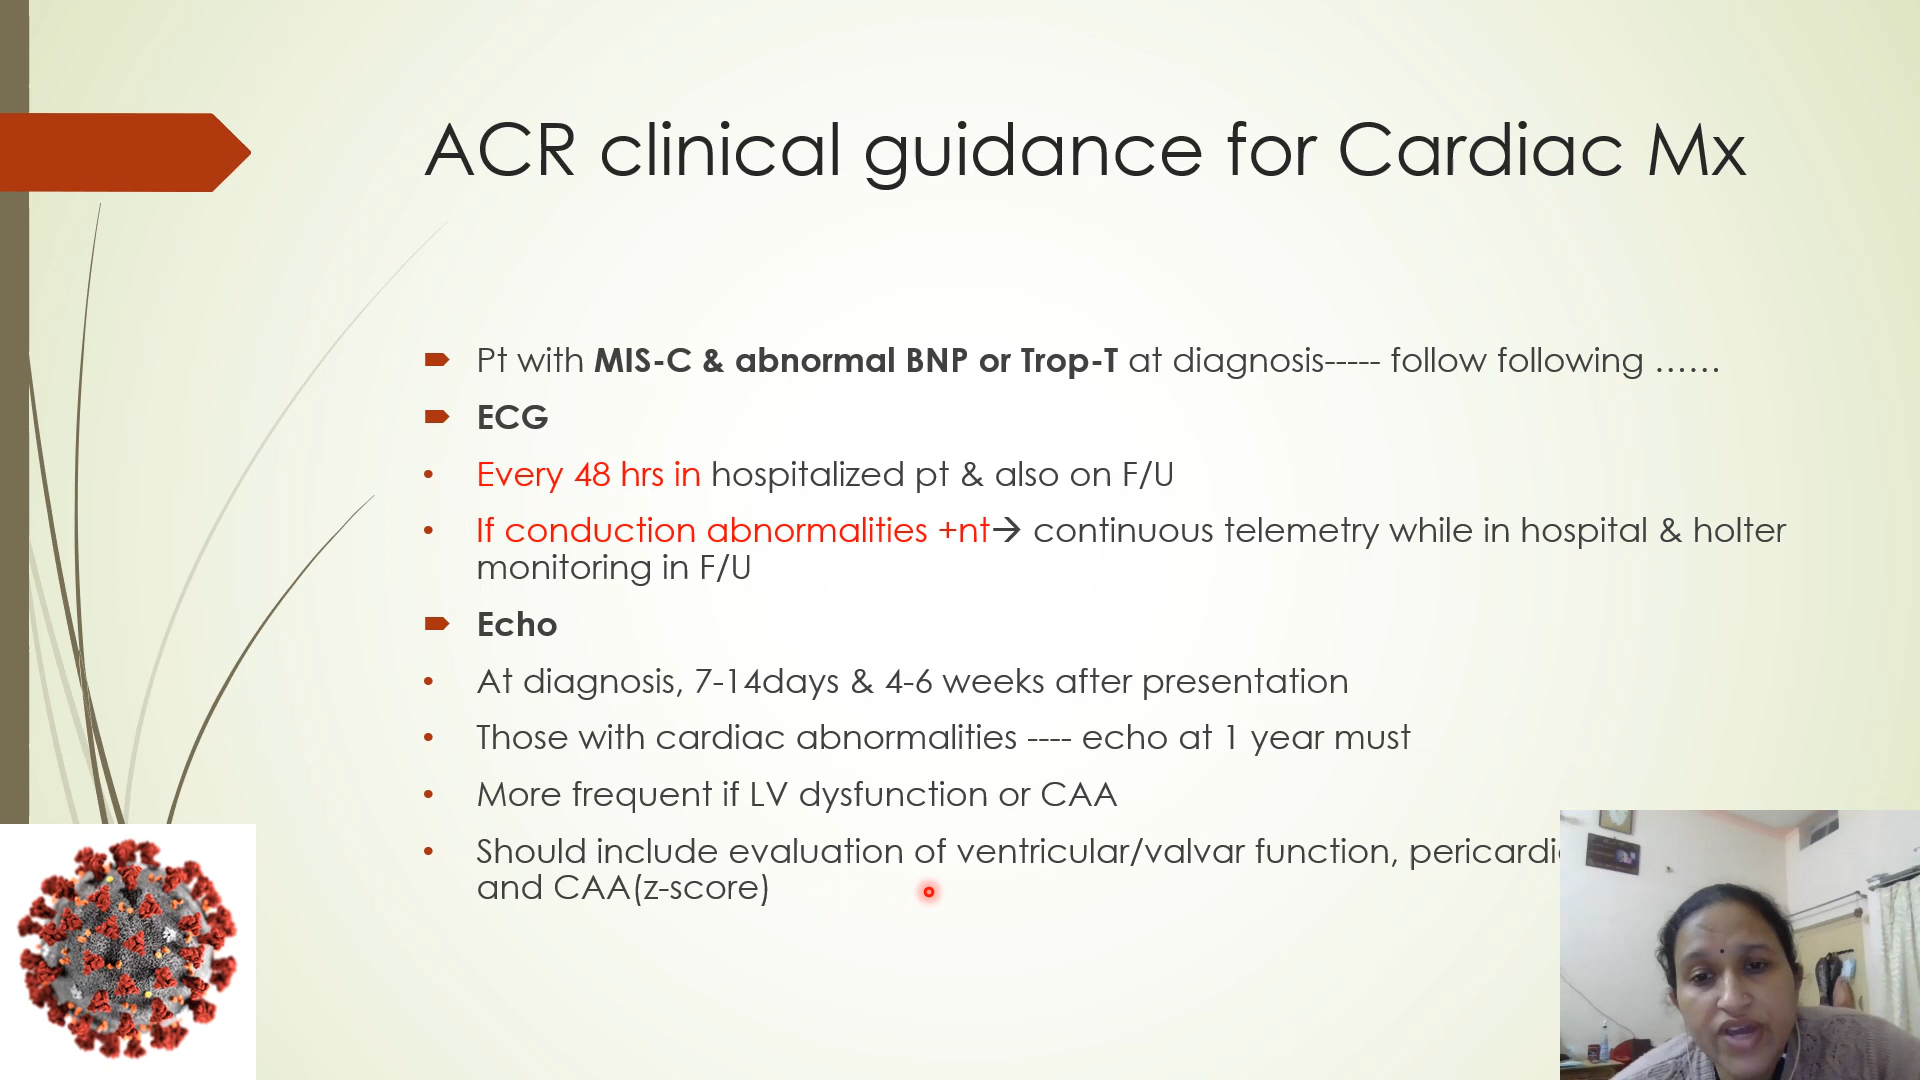 ACR clinical guidance for Cardiac Mx
Pt with MIS-C & abnormal BNP or Trop-T at diagnosis----- follow following ……
ECG
Every 48 hrs in hospitalized pt & also on F/U
If conduction abnormalities +nt→ continuous telemetry while in hospital & holter
monitoring in F/U
Echo
At diagnosis, 7-14days & 4-6 weeks after presentation
Those with cardiac abnormalities ---- echo at 1 year must
More frequent if LV dysfunction or CAA
Should include evaluation of ventricular/valvar function,
and CAA(z-score)